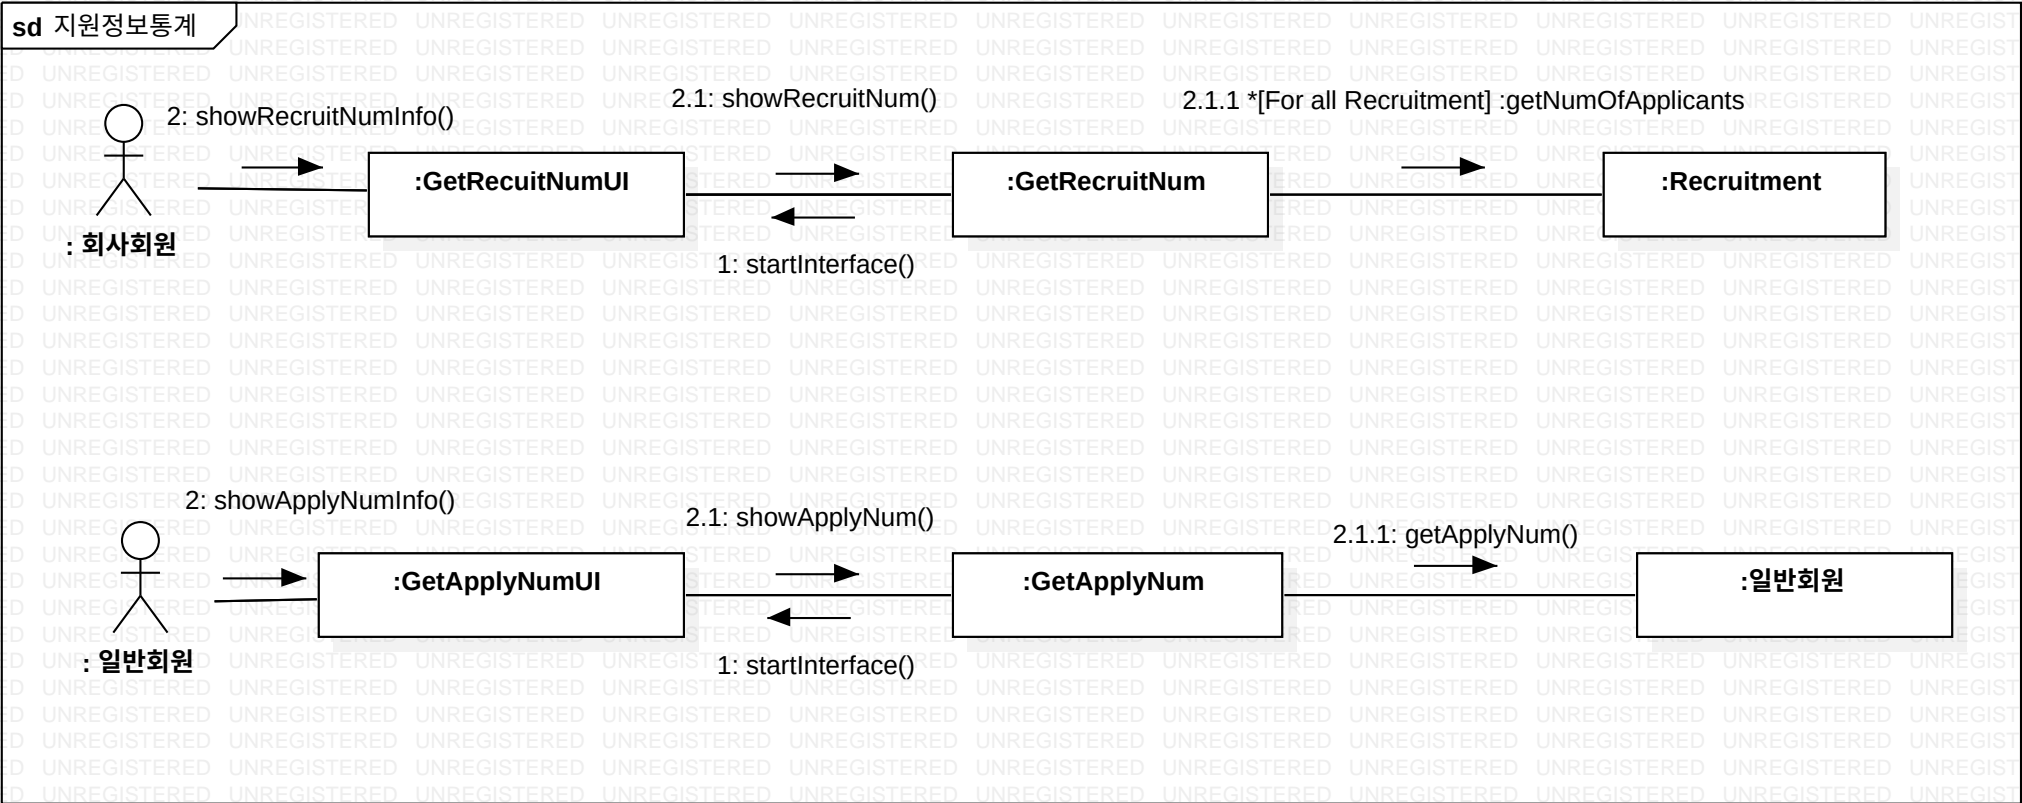 sd 지원정보통계
2: showRecruitNumInfo()
2.1: showRecruitNum()
2.1.1 *[For all Recruitment] :getNumOfApplicants
:GetRecuitNumUI
:GetRecruitNum
:Recruitment
: 회사회원
1: startInterface()
2: showApplyNumInfo()
2.1: showApplyNum()
2.1.1: getApplyNum()
:GetApplyNumUI
:GetApplyNum
:일반회원
: 일반회원
1: startInterface()
UNREGISTERED